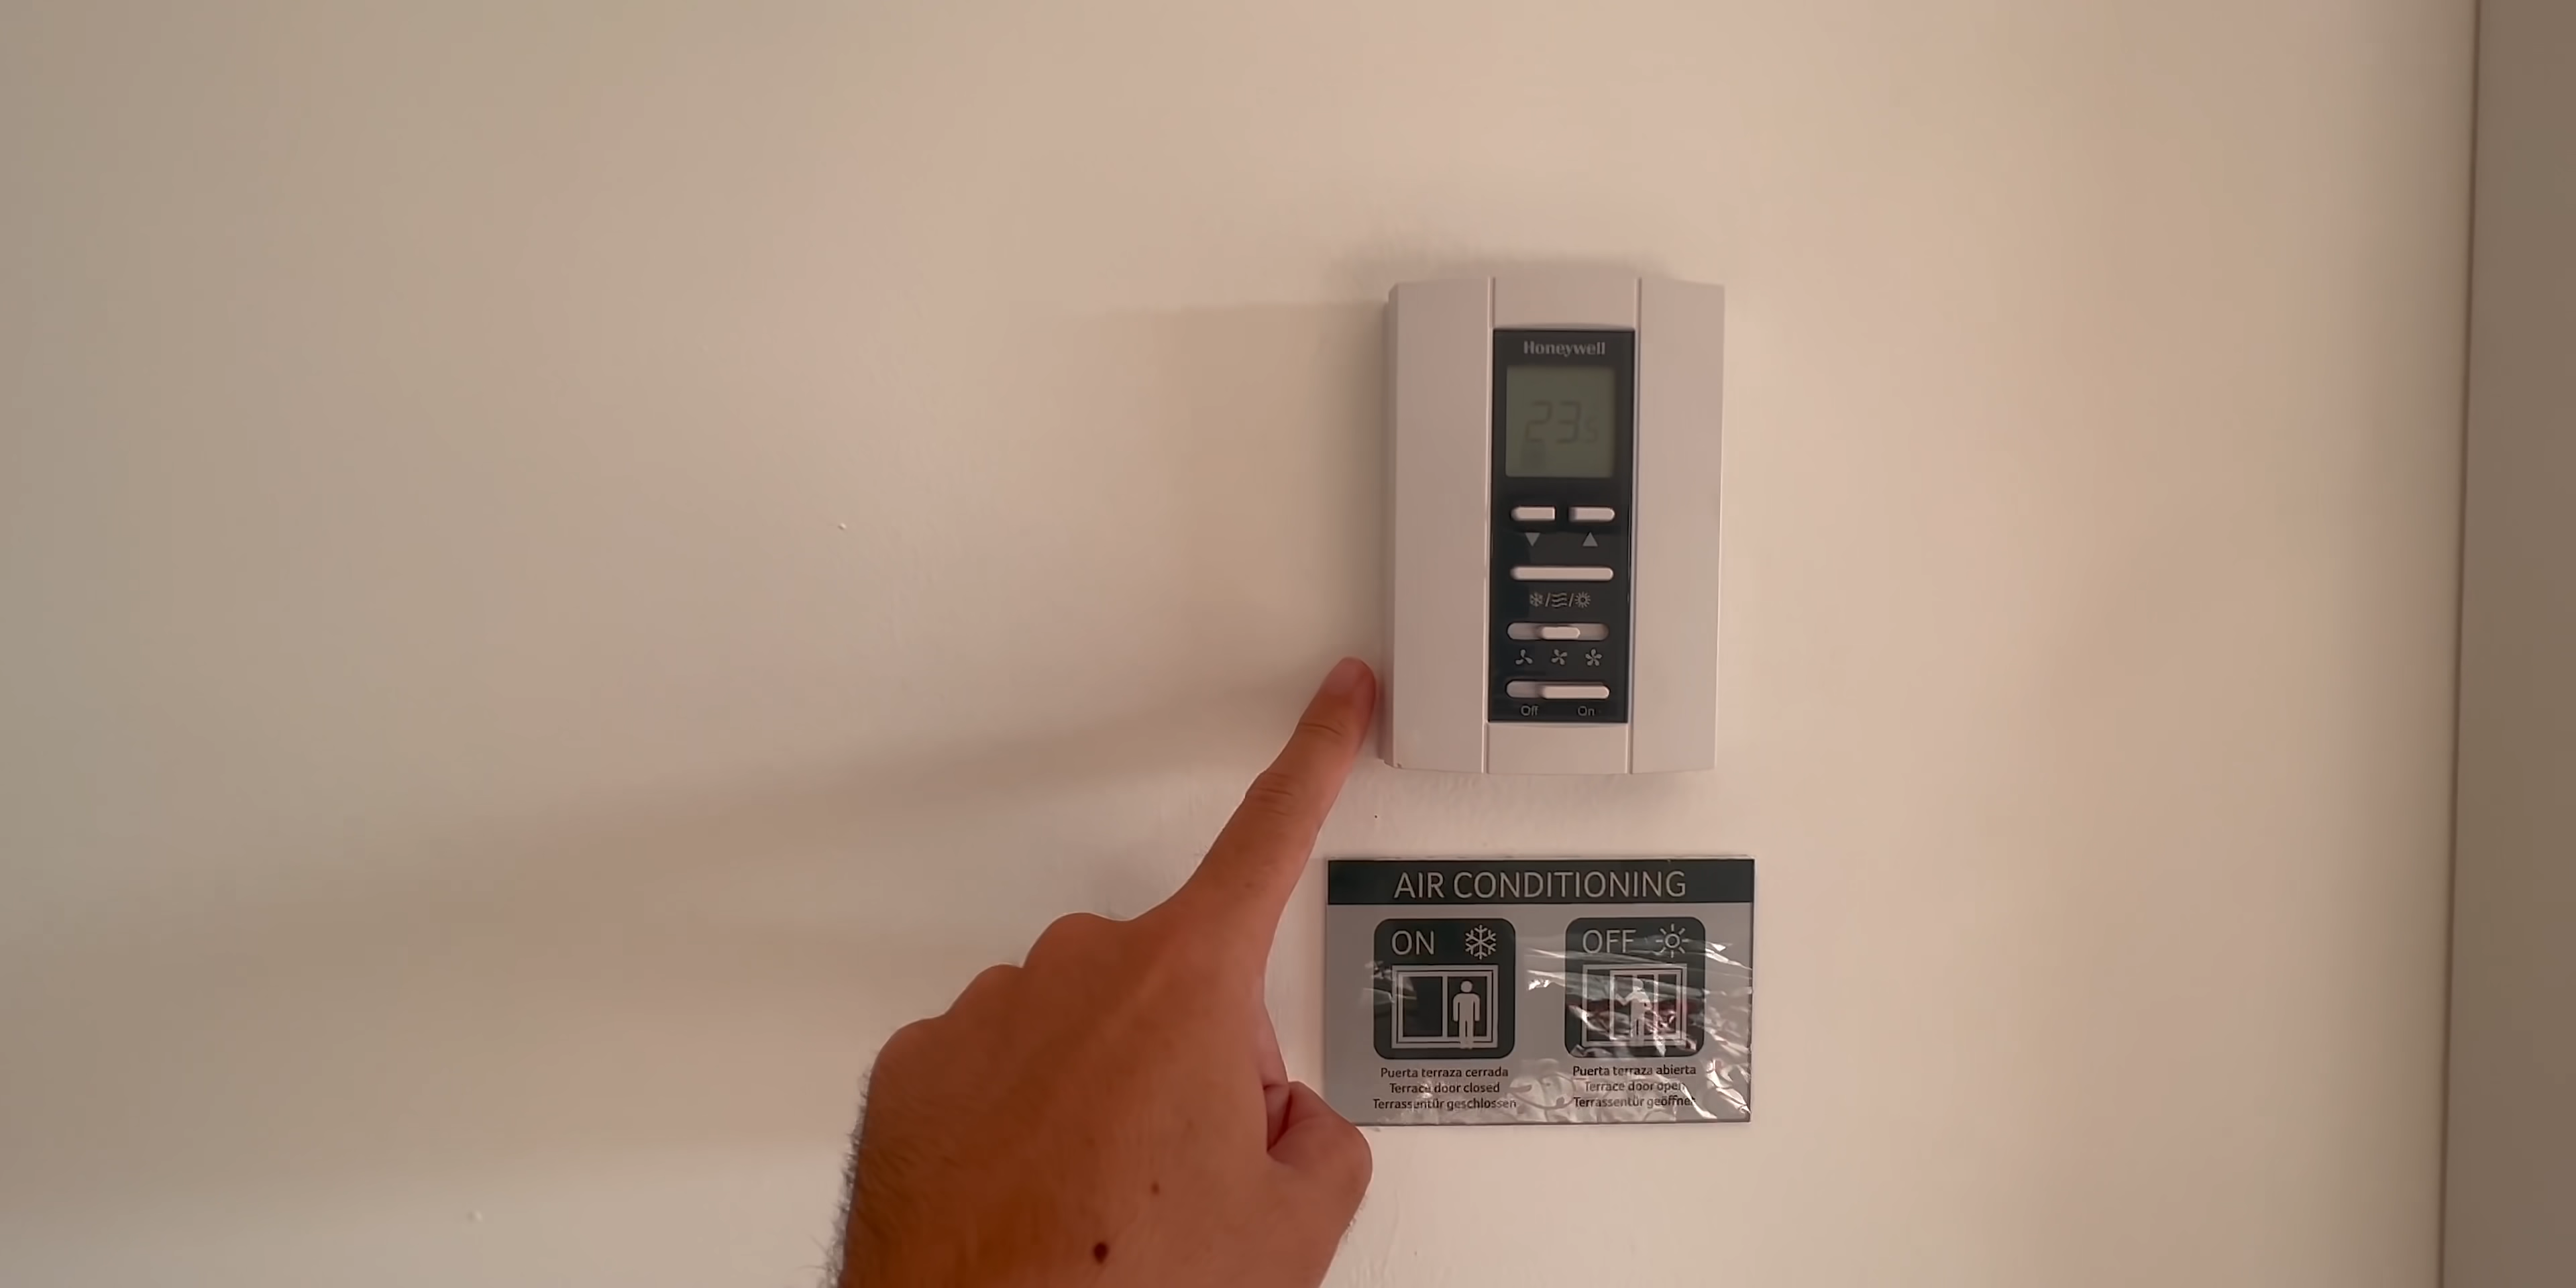 Honeywell
23.5
Off On
AIR CONDITIONING
ON OFF
Puerta terraza cerrada
Terrace door closed
Terrassentür geschlossen
Puerta terraza abierta
Terrace door open
Terrassentür geöffnet